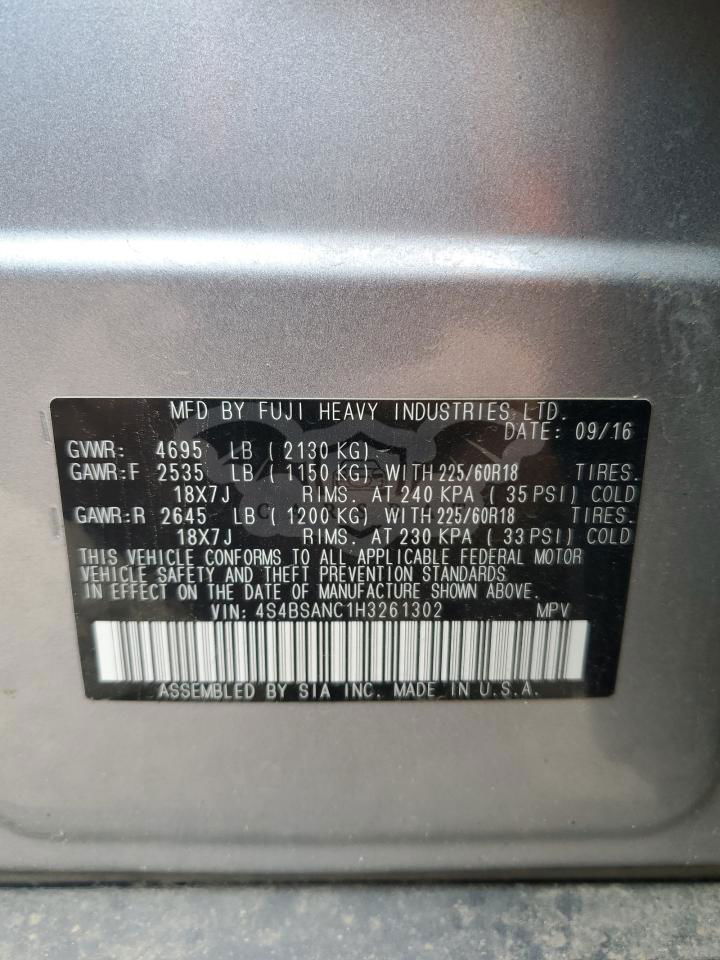 MFD BY FUJI HEAVY INDUSTRIES LTD.
DATE: 09/16
GVWR: 4695 LB ( 2130 KG)
GAWR:F 2535 LB ( 1150 KG) WITH 225/60R18 TIRES.
18X7J RIMS. AT 240 KPA ( 35 PSI) COLD
GAWR:R 2645 LB ( 1200 KG) WITH 225/60R18 TIRES.
18X7J RIMS. AT 230 KPA ( 33 PSI) COLD
THIS VEHICLE CONFORMS TO ALL APPLICABLE FEDERAL MOTOR
VEHICLE SAFETY AND THEFT PREVENTION STANDARDS
IN EFFECT ON THE DATE OF MANUFACTURE SHOWN ABOVE.
VIN: 4S4BSANC1H3261302 MPV
ASSEMBLED BY SIA INC. MADE IN U.S.A.